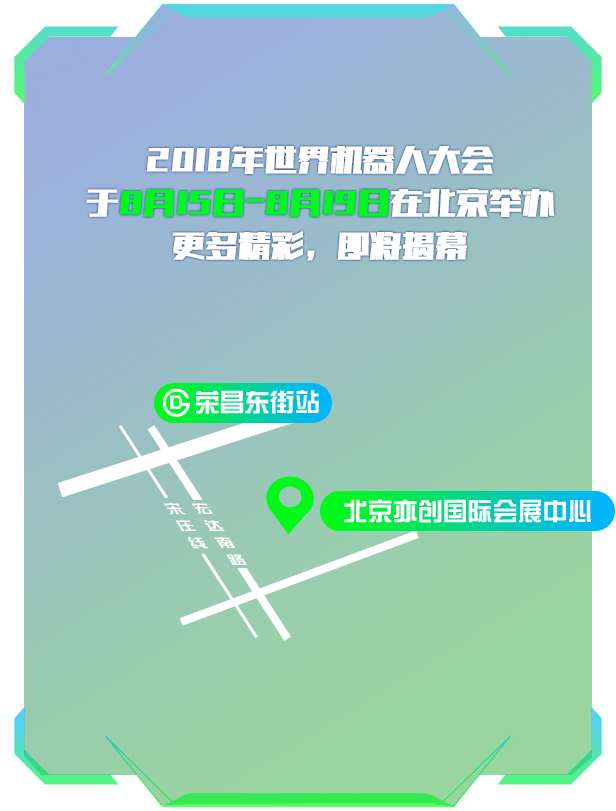 2018年世界机器人大会
于8月15日-8月19日在北京举办
更多精彩，即将揭幕
荣昌东街站
北京亦创国际会展中心
宋庄线
宏达南路